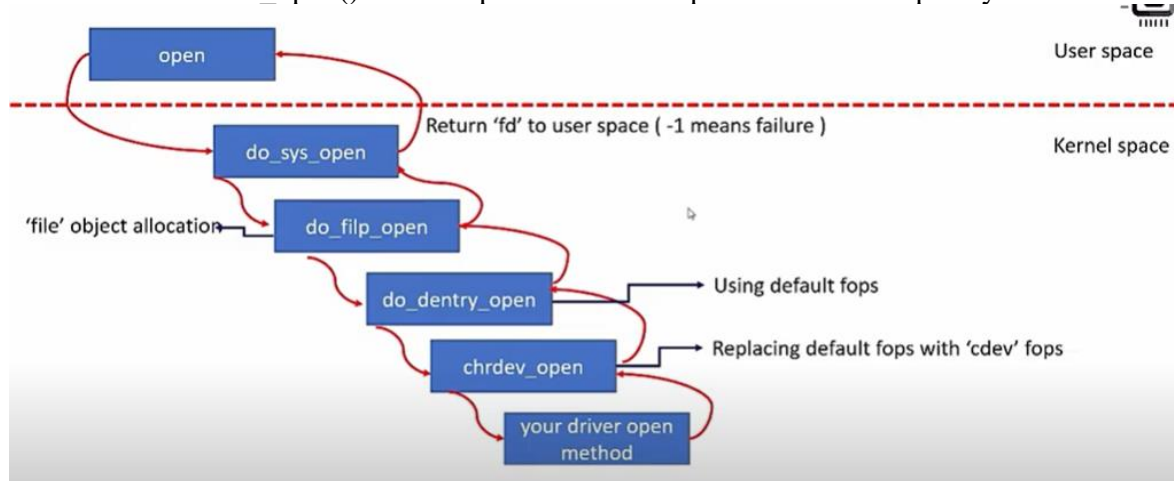 open
User space
Return 'fd' to user space ( -1 means failure )
do_sys_open
Kernel space
'file' object allocation
do_filp_open
do_dentry_open
Using default fops
chrdev_open
Replacing default fops with 'cdev' fops
your driver open
method